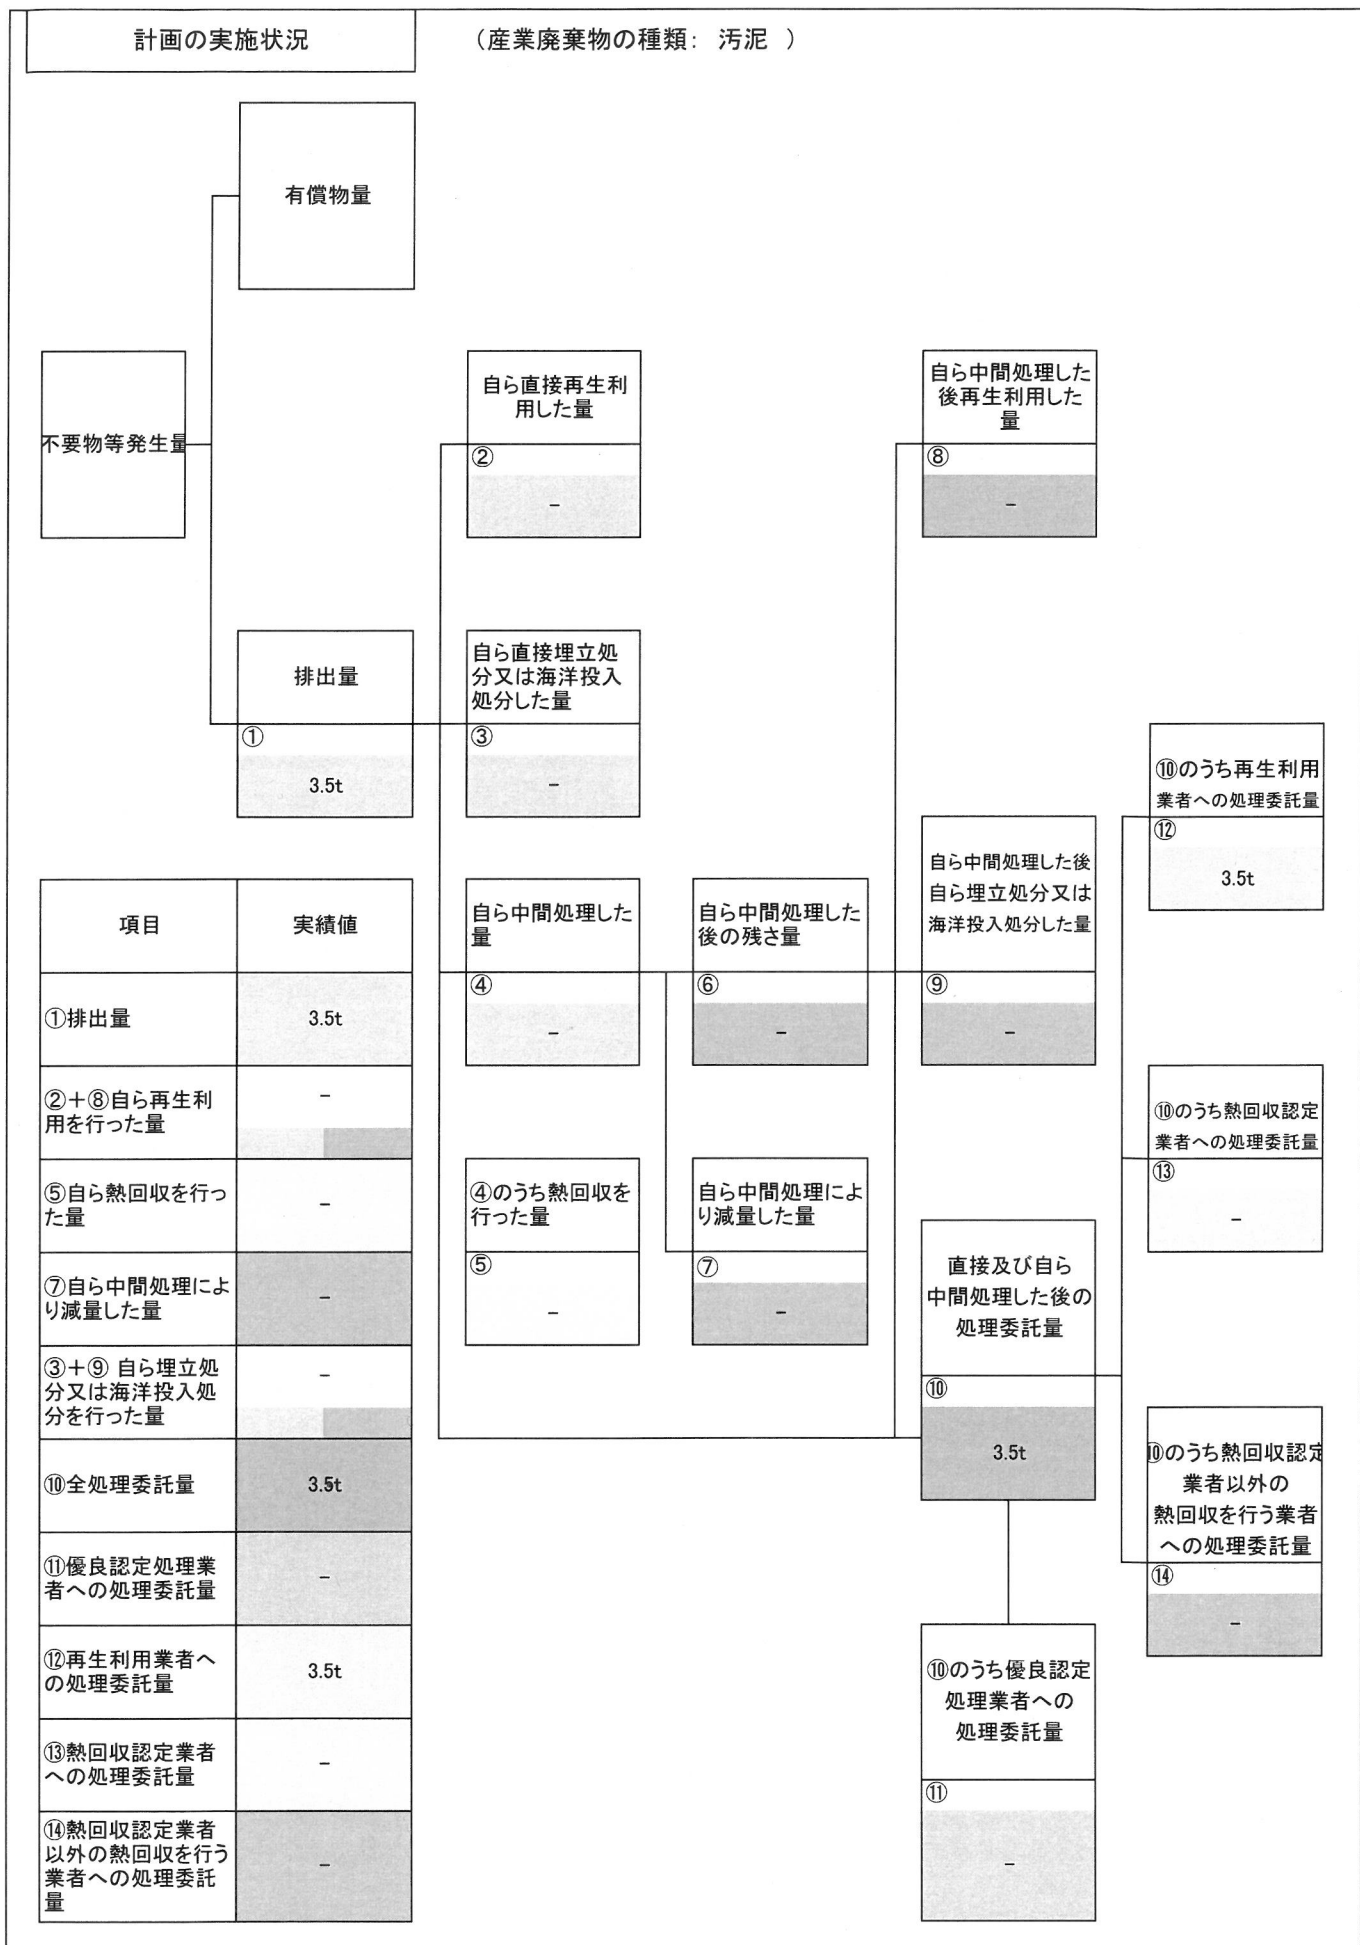 計画の実施状況
（産業廃棄物の種類： 汚泥 ）
有償物量
不要物等発生量
自ら直接再生利
用した量
②
－
自ら中間処理した
後再生利用した
量
⑧
－
排出量
①
3.5t
自ら直接埋立処
分又は海洋投入
処分した量
③
－
⑩のうち再生利用
業者への処理委託量
⑫
3.5t
自ら中間処理した
量
④
－
自ら中間処理した
後の残さ量
⑥
－
自ら中間処理した後
自ら埋立処分又は
海洋投入処分した量
⑨
－
⑩のうち熱回収認定
業者への処理委託量
⑬
－
④のうち熱回収を
行った量
⑤
－
自ら中間処理によ
り減量した量
⑦
－
直接及び自ら
中間処理した後の
処理委託量
⑩
3.5t
⑩のうち熱回収認定
業者以外の
熱回収を行う業者
への処理委託量
⑭
－
⑩のうち優良認定
処理業者への
処理委託量
⑪
－
項目 実績値
①排出量 3.5t
②＋⑧自ら再生利
用を行った量
－
⑤自ら熱回収を行っ
た量
－
⑦自ら中間処理によ
り減量した量
－
③＋⑨ 自ら埋立処
分又は海洋投入処
分を行った量
－
⑩全処理委託量 3.5t
⑪優良認定処理業
者への処理委託量
－
⑫再生利用業者へ
の処理委託量
3.5t
⑬熱回収認定業者
への処理委託量
－
⑭熱回収認定業者
以外の熱回収を行う
業者への処理委託
量
－